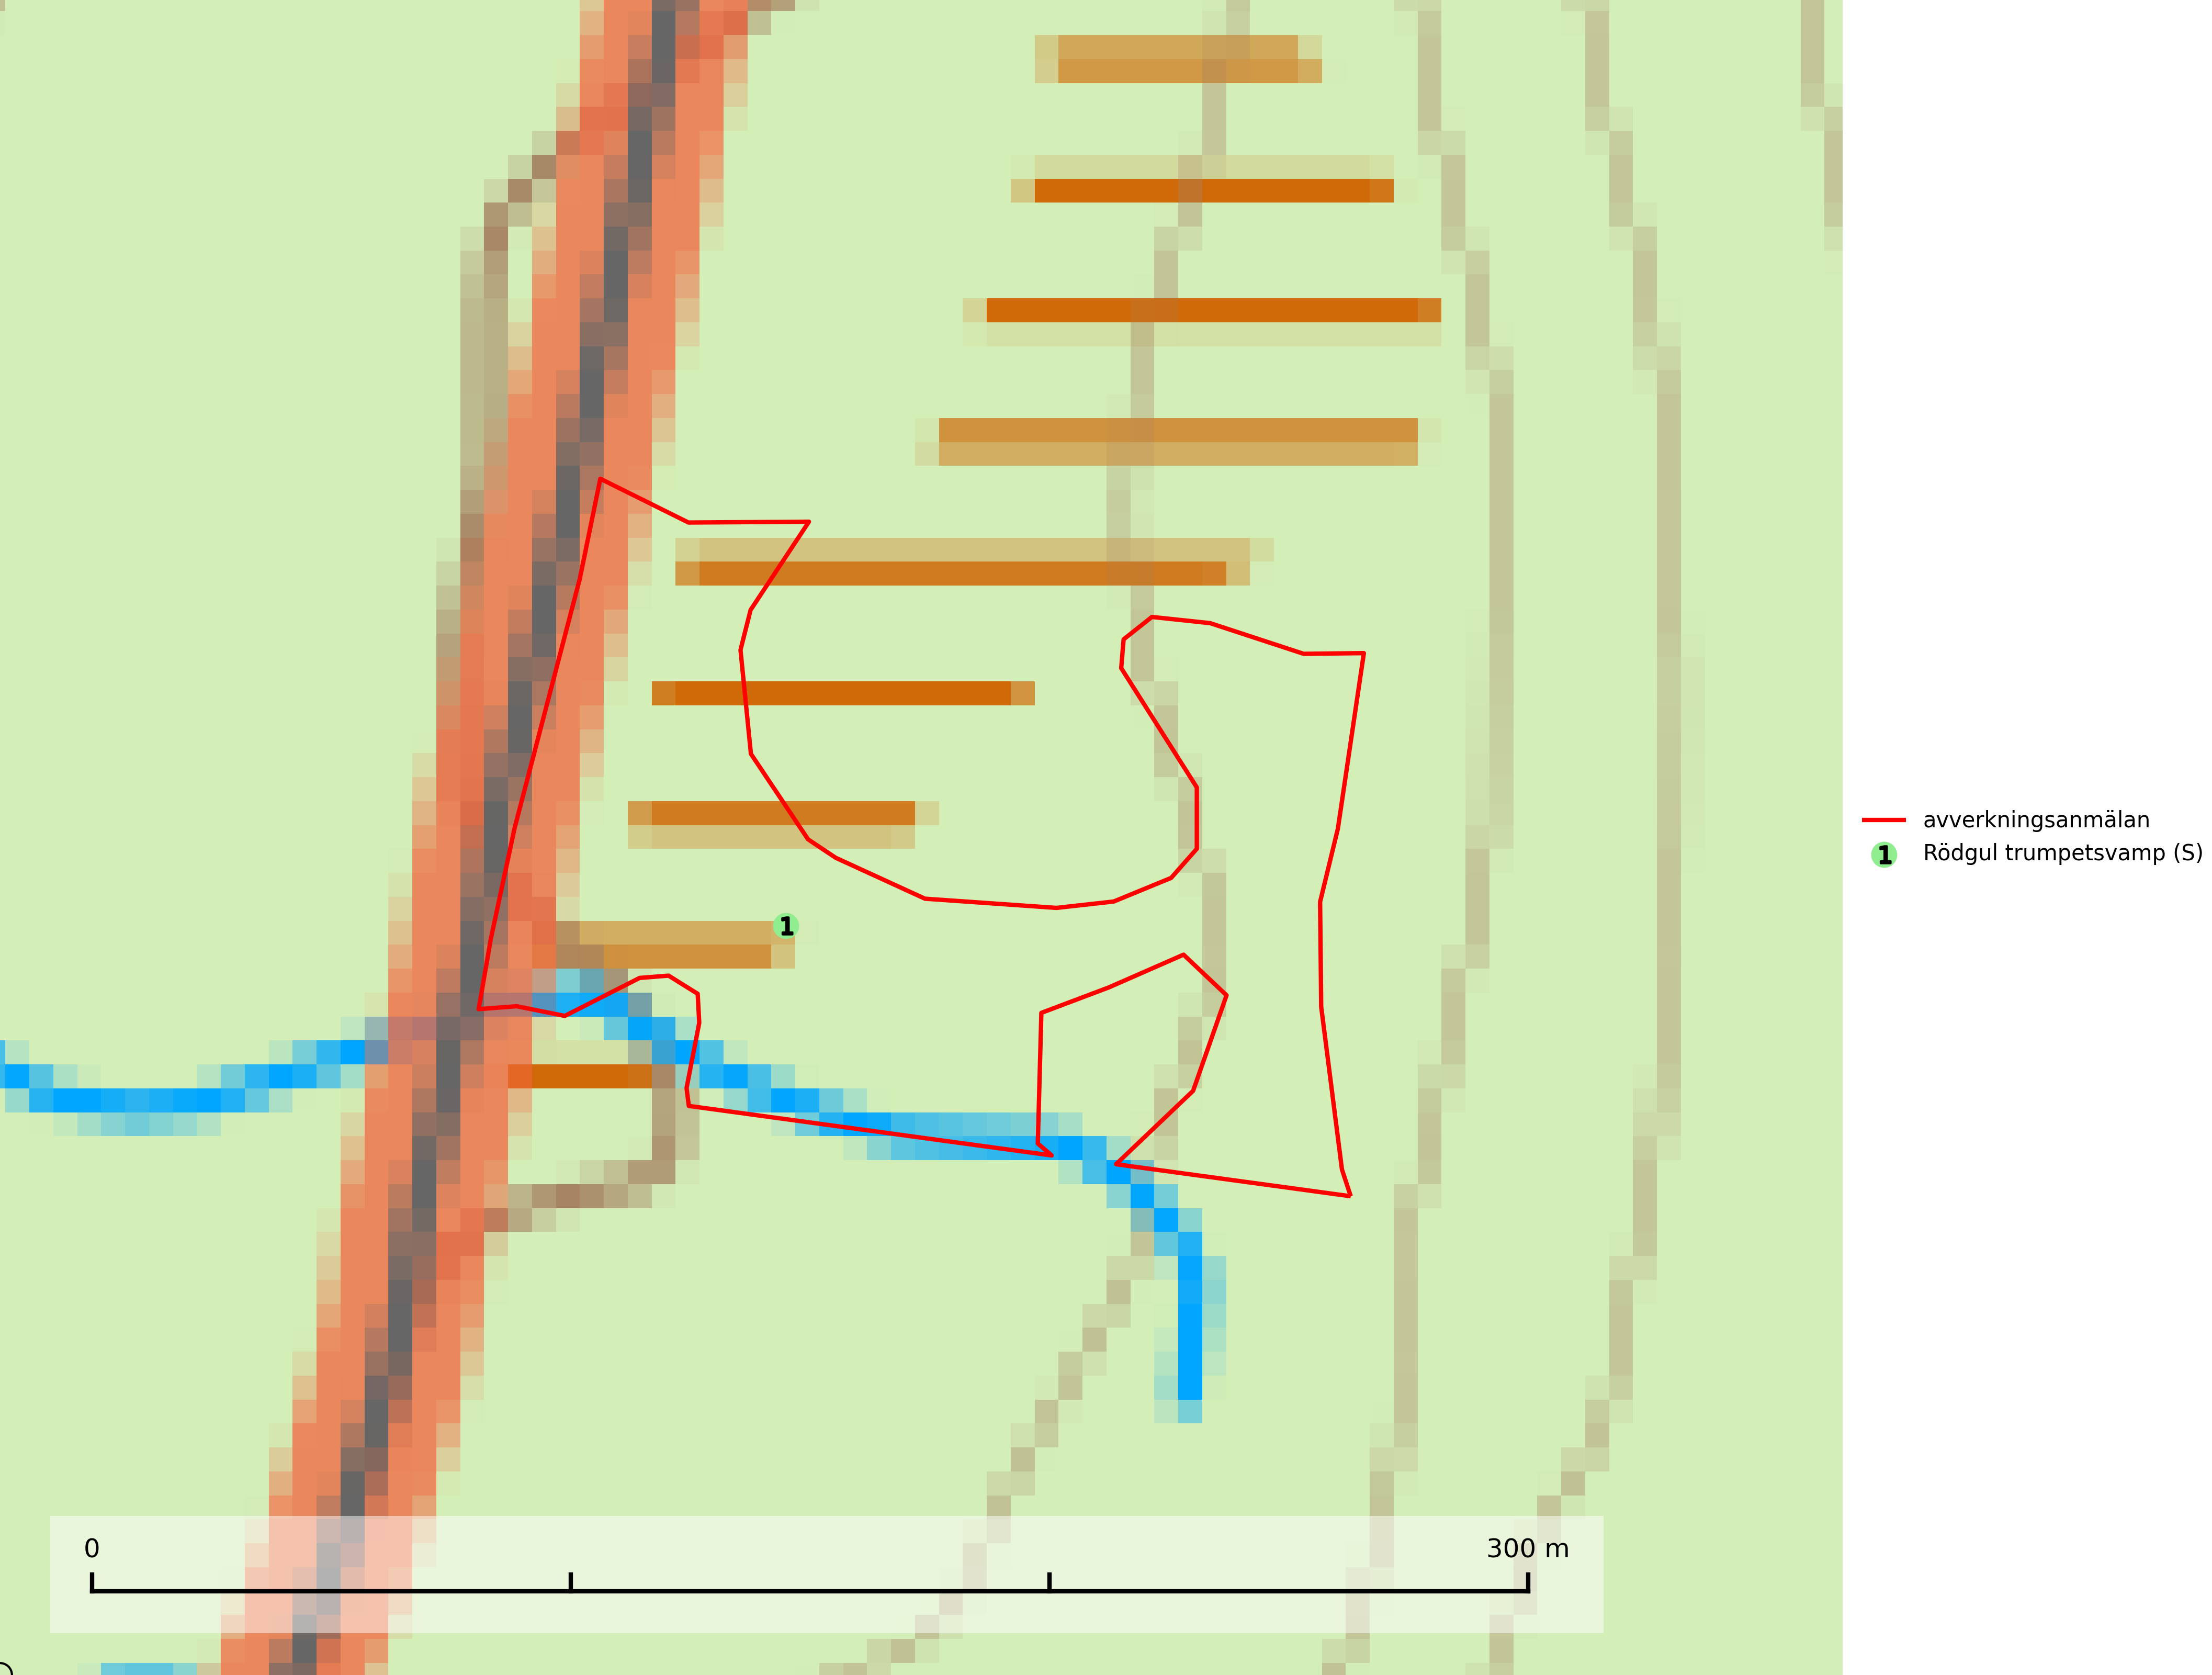 1
avverkningsanmälan
1 Rödgul trumpetsvamp (S)
0 300 m